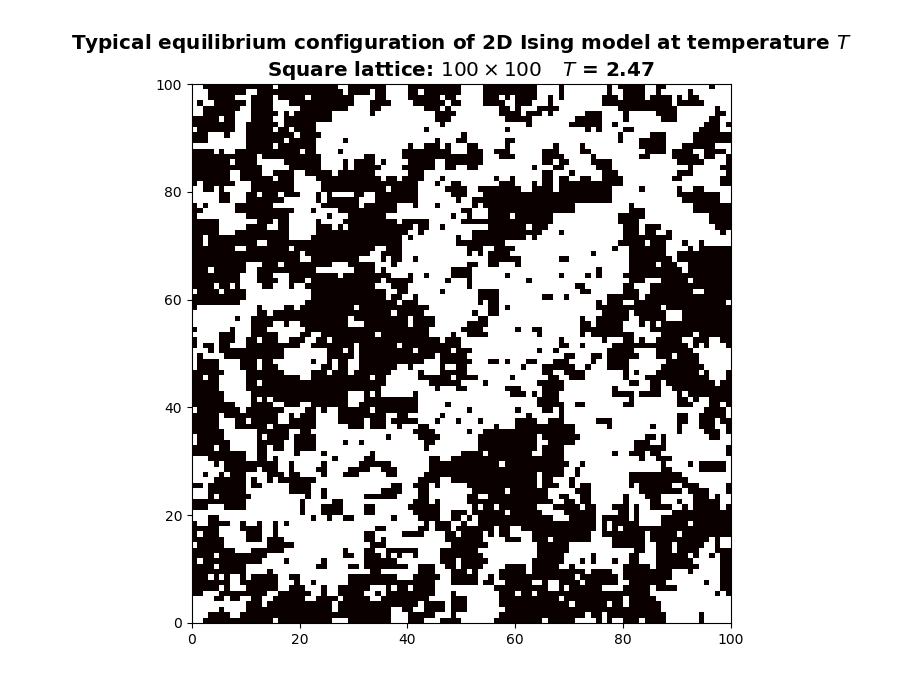 Typical equilibrium configuration of 2D Ising model at temperature T
Square lattice: 100 × 100 T = 2.47
100
80
60
40
20
0
0 20 40 60 80 100